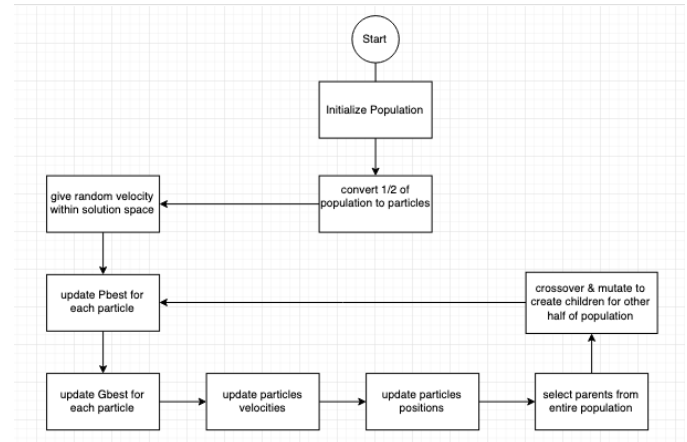 Start
Initialize Population
convert 1/2 of
population to particles
give random velocity
within solution space
update Pbest for
each particle
crossover & mutate to
create children for other
half of population
update Gbest for
each particle
update particles
velocities
update particles
positions
select parents from
entire population